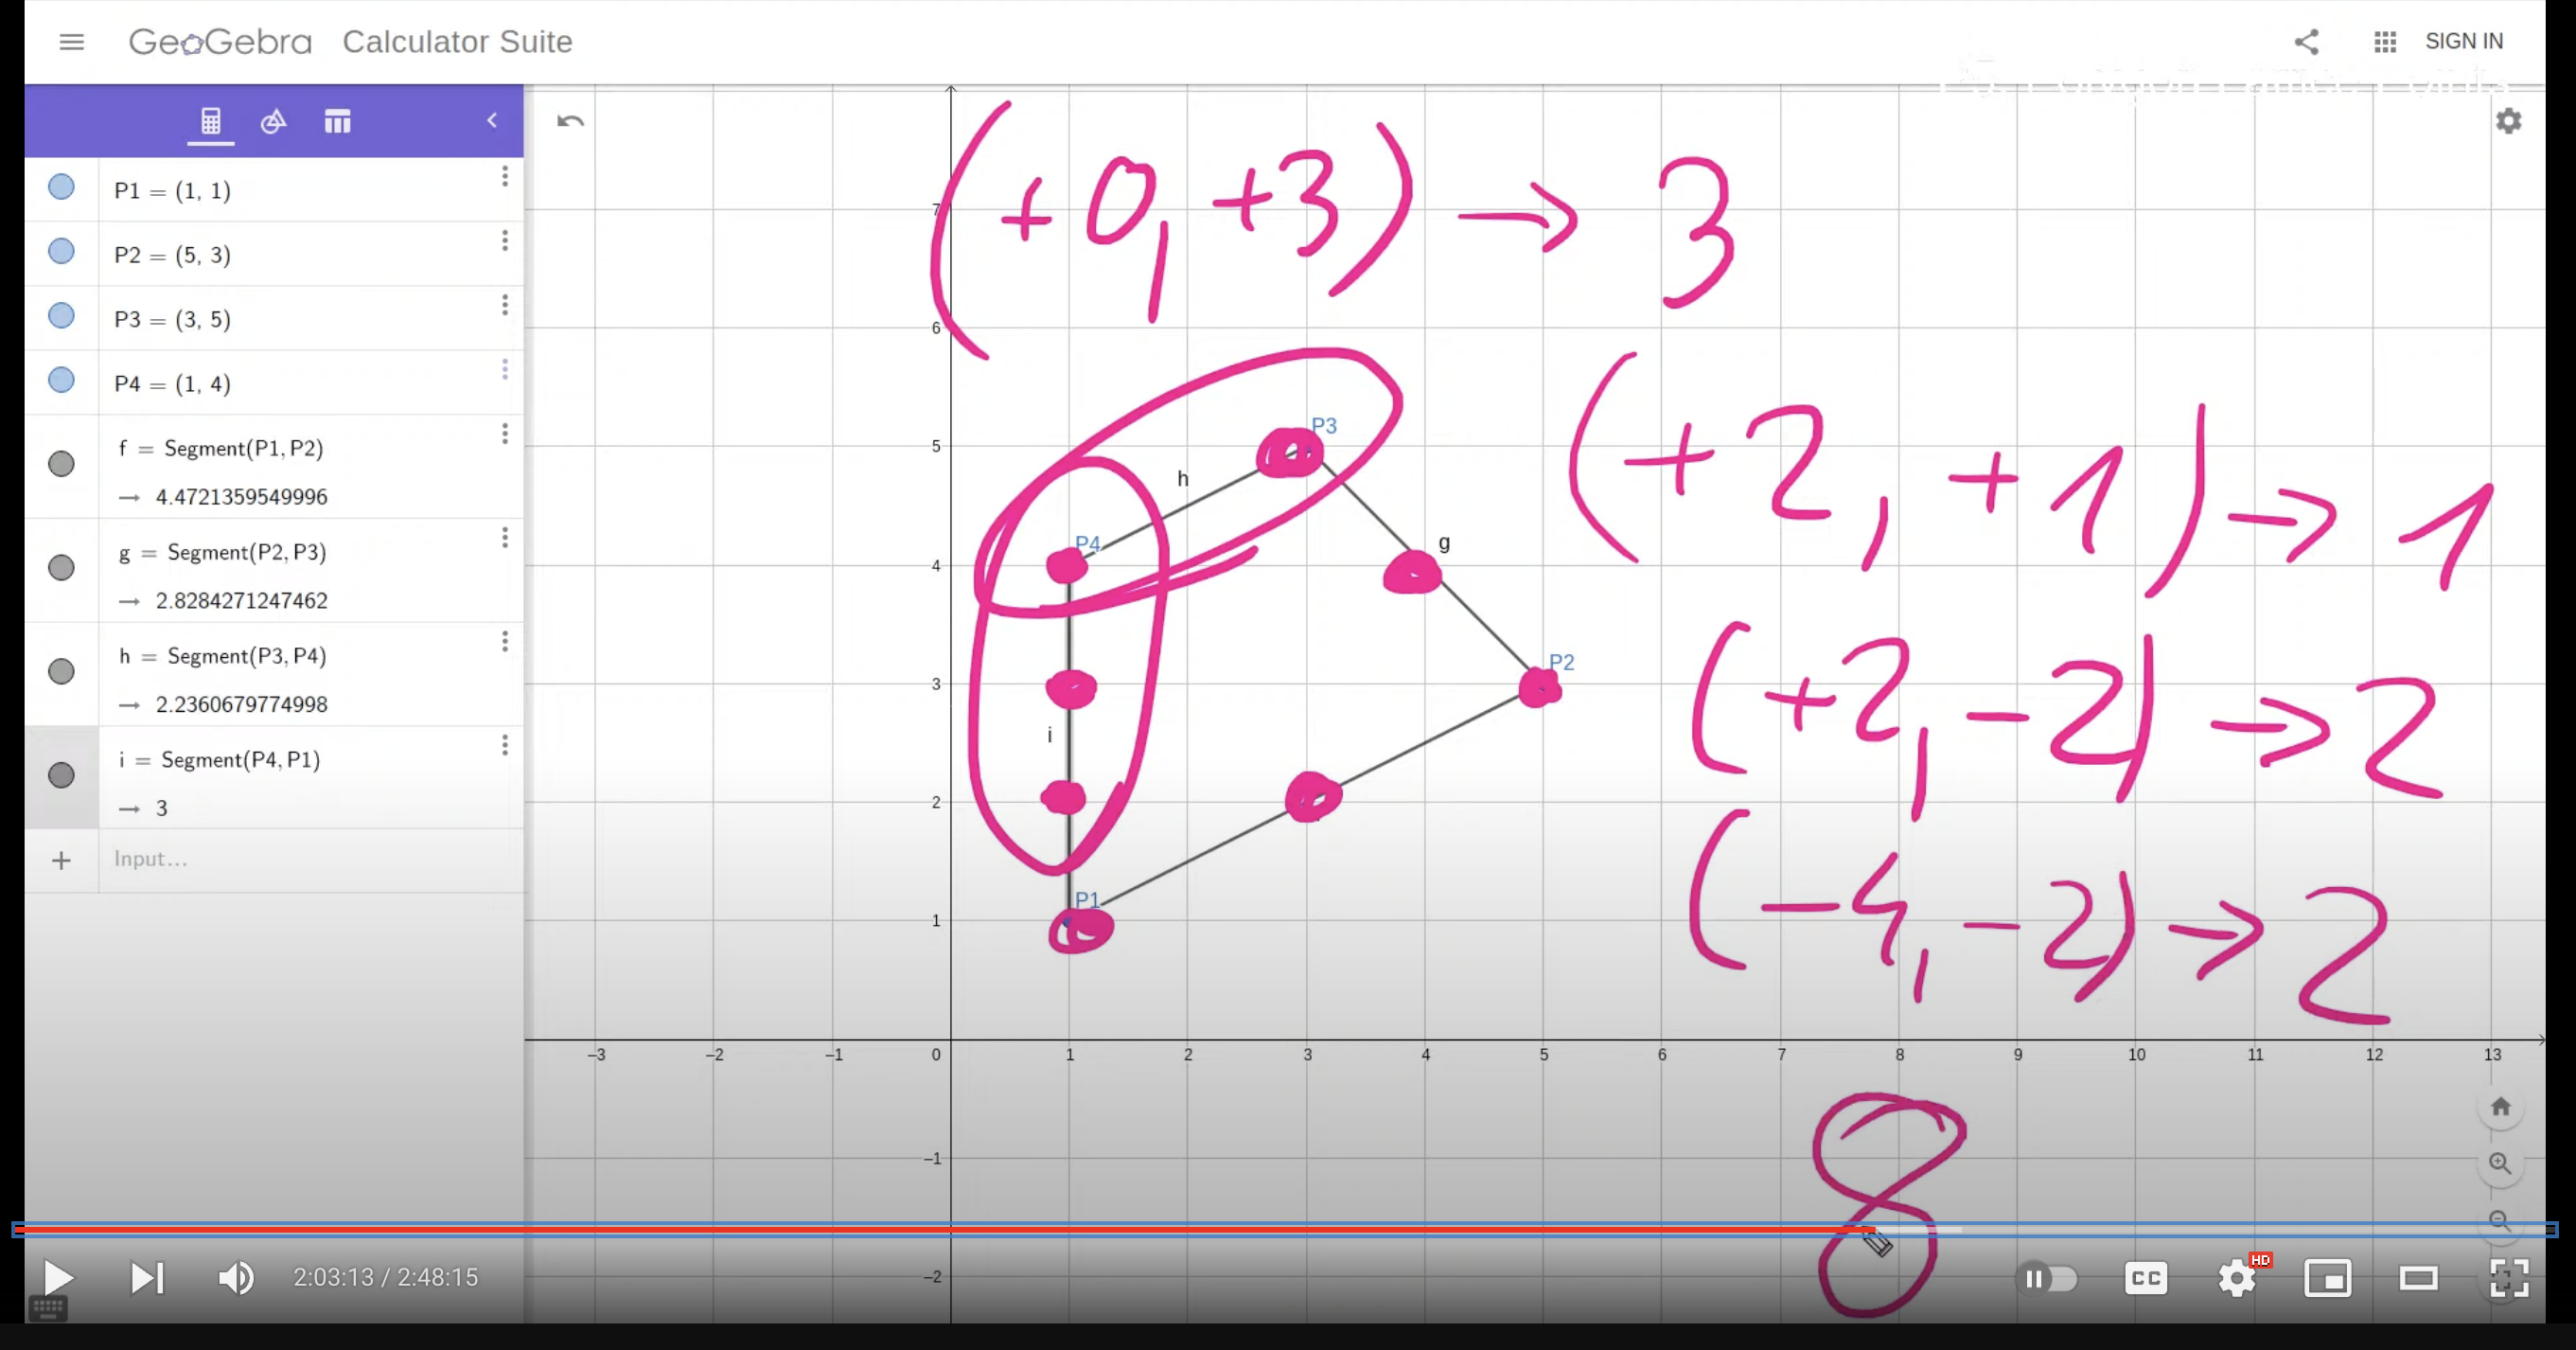 GeoGebra Calculator Suite
SIGN IN
P1 = (1, 1)
P2 = (5, 3)
P3 = (3, 5)
P4 = (1, 4)
f = Segment(P1, P2)
→ 4.4721359549996
g = Segment(P2, P3)
→ 2.8284271247462
h = Segment(P3, P4)
→ 2.2360679774998
i = Segment(P4, P1)
→ 3
+ Input...
(+0, +3) → 3
(+2, +1) → 1
(+2, -2) → 2
(-4, -2) → 2
8
7
6
5
4
3
2
1
-1
-2
-3 -2 -1 0 1 2 3 4 5 6 7 8 9 10 11 12 13
P3
h
P4
g
P2
i
P1
2:03:13 / 2:48:15
CC
HD